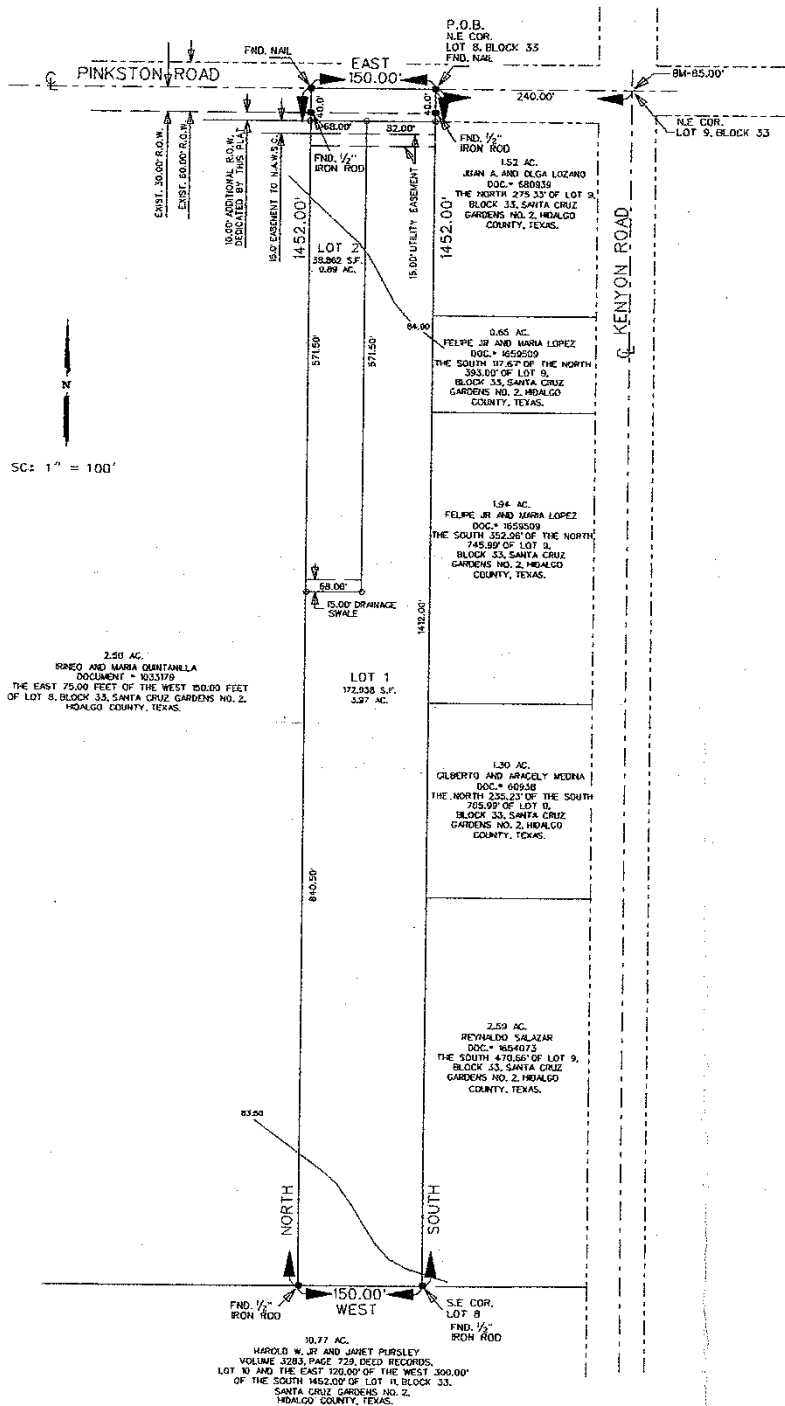 P.O.B.
N.E COR.
LOT 8, BLOCK 33
FND. NAIL
FND. NAIL
EAST
150.00'
PINKSTON ROAD
BM-85.00'
240.00'
N.E COR.
LOT 9, BLOCK 33
40.0'
40.0'
68.00'
82.00'
FND. 1/2"
IRON ROD
FND. 1/2"
IRON ROD
EXIST. 30.00' R.O.W.
EXIST. 60.00' R.O.W.
10.00' ADDITIONAL R.O.W.
DEDICATED BY THIS PLAT
15.0' EASEMENT TO N.A.W.S.C.
1452.00'
15.00' UTILITY EASEMENT
1452.00'
1.52 AC.
JUAN A. AND OLGA LOZANO
DOC.# 680939
THE NORTH 275.33' OF LOT 9,
BLOCK 33, SANTA CRUZ
GARDENS NO. 2, HIDALGO
COUNTY, TEXAS.
KENYON ROAD
LOT 2
38,862 S.F.
0.89 AC.
84.00
571.50'
571.50'
0.65 AC.
FELIPE JR AND MARIA LOPEZ
DOC.# 1659509
THE SOUTH 117.67' OF THE NORTH
393.00' OF LOT 9,
BLOCK 33, SANTA CRUZ
GARDENS NO. 2, HIDALGO
COUNTY, TEXAS.
N
SC: 1" = 100'
1.94 AC.
FELIPE JR AND MARIA LOPEZ
DOC.# 1659509
THE SOUTH 352.96' OF THE NORTH
745.99' OF LOT 9,
BLOCK 33, SANTA CRUZ
GARDENS NO. 2, HIDALGO
COUNTY, TEXAS.
68.00'
15.00' DRAINAGE
SWALE
1412.00'
2.50 AC.
IRINEO AND MARIA QUINTANILLA
DOCUMENT # 1033179
THE EAST 75.00 FEET OF THE WEST 150.00 FEET
OF LOT 8, BLOCK 33, SANTA CRUZ GARDENS NO. 2,
HIDALGO COUNTY, TEXAS.
LOT 1
172,938 S.F.
3.97 AC.
1.30 AC.
GILBERTO AND ARACELY MEDINA
DOC.# 60938
THE NORTH 235.23' OF THE SOUTH
705.99' OF LOT 9,
BLOCK 33, SANTA CRUZ
GARDENS NO. 2, HIDALGO
COUNTY, TEXAS.
840.50'
2.59 AC.
REYNALDO SALAZAR
DOC.# 1654073
THE SOUTH 470.66' OF LOT 9,
BLOCK 33, SANTA CRUZ
GARDENS NO. 2, HIDALGO
COUNTY, TEXAS.
83.50
NORTH
SOUTH
150.00'
WEST
FND. 1/2"
IRON ROD
S.E COR.
LOT 8
FND. 1/2"
IRON ROD
10.77 AC.
HAROLD W. JR AND JANET PURSLEY
VOLUME 3283, PAGE 729, DEED RECORDS,
LOT 10 AND THE EAST 120.00' OF THE WEST 300.00'
OF THE SOUTH 1452.00' OF LOT 11, BLOCK 33,
SANTA CRUZ GARDENS NO. 2,
HIDALGO COUNTY, TEXAS.